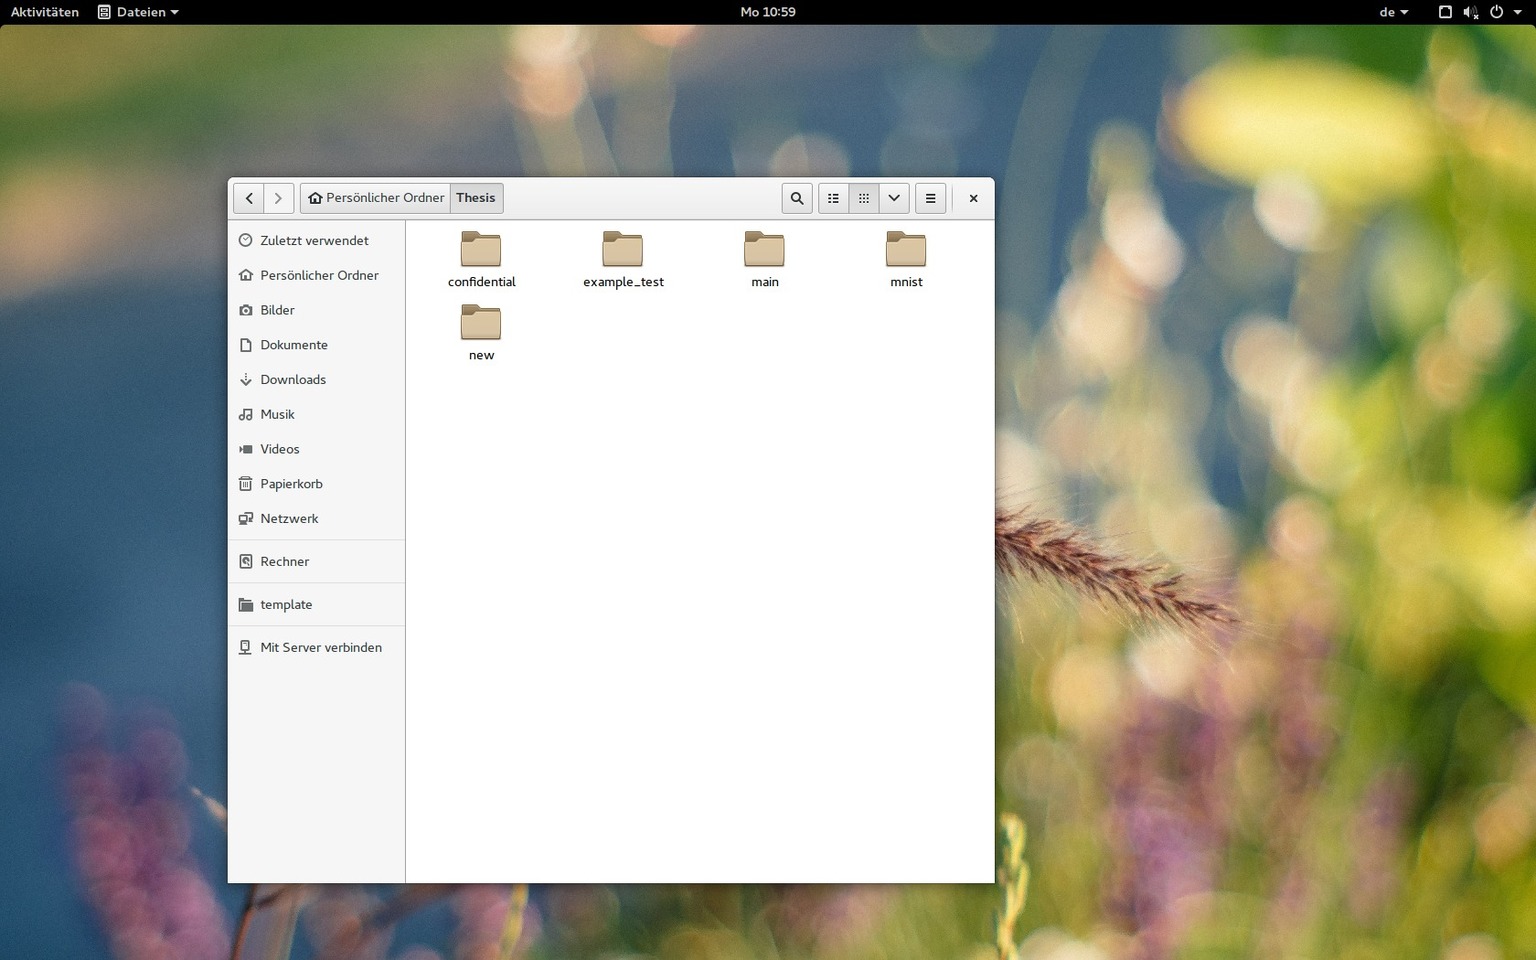 Aktivitäten Dateien Mo 10:59 de
Persönlicher Ordner Thesis
Zuletzt verwendet
Persönlicher Ordner
Bilder
Dokumente
Downloads
Musik
Videos
Papierkorb
Netzwerk
Rechner
template
Mit Server verbinden
confidential example_test main mnist
new